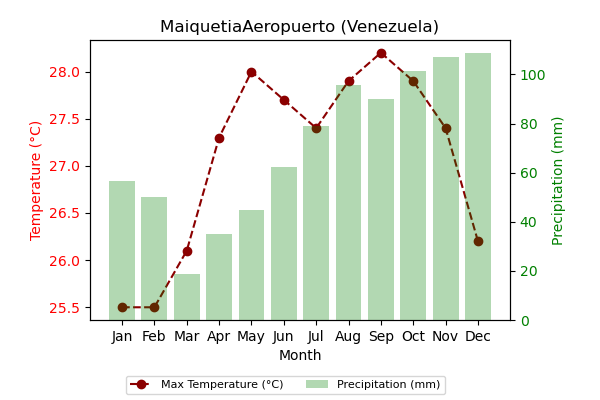 MaiquetiaAeropuerto (Venezuela)
Temperature (°C)
28.0
27.5
27.0
26.5
26.0
25.5
100
80
60
40
20
0
Precipitation (mm)
Jan Feb Mar Apr May Jun Jul Aug Sep Oct Nov Dec
Month
Max Temperature (°C) Precipitation (mm)